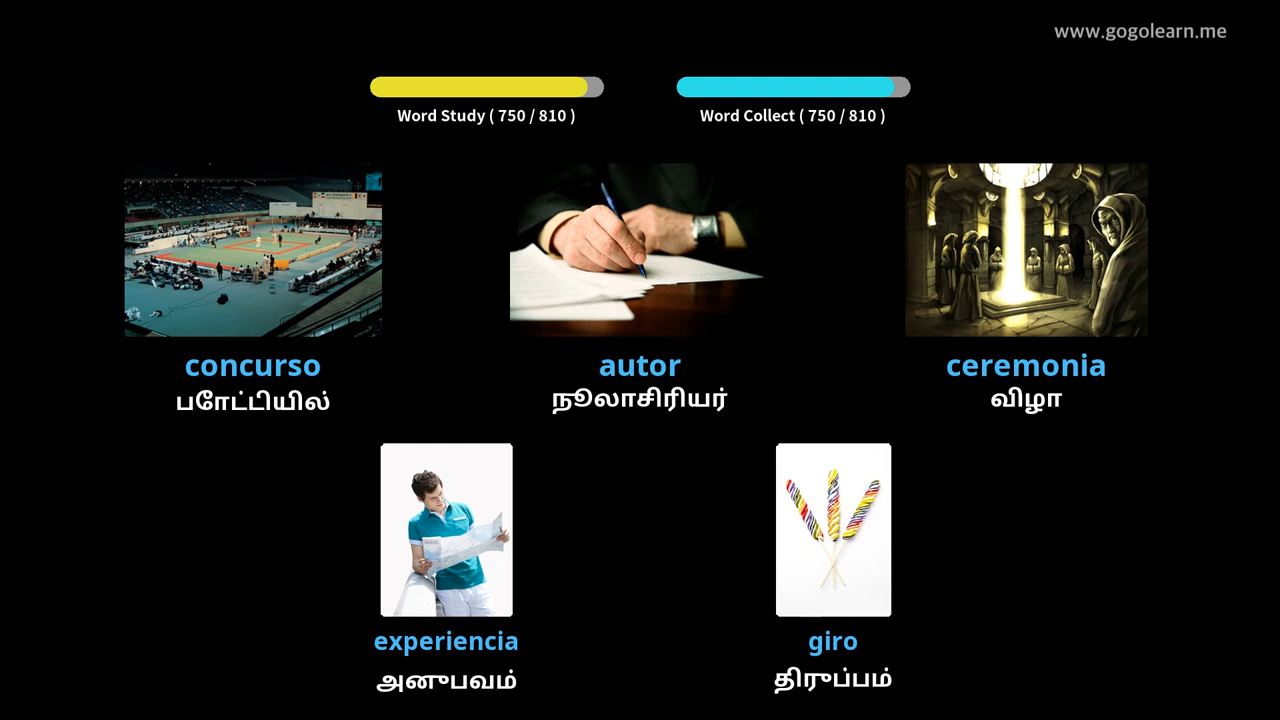 www.gogolearn.me
Word Study ( 750 / 810 )
Word Collect ( 750 / 810 )
concurso
autor
ceremonia
போட்டியில்
நூலாசிரியர்
விழா
experiencia
giro
அனுபவம்
திருப்பம்